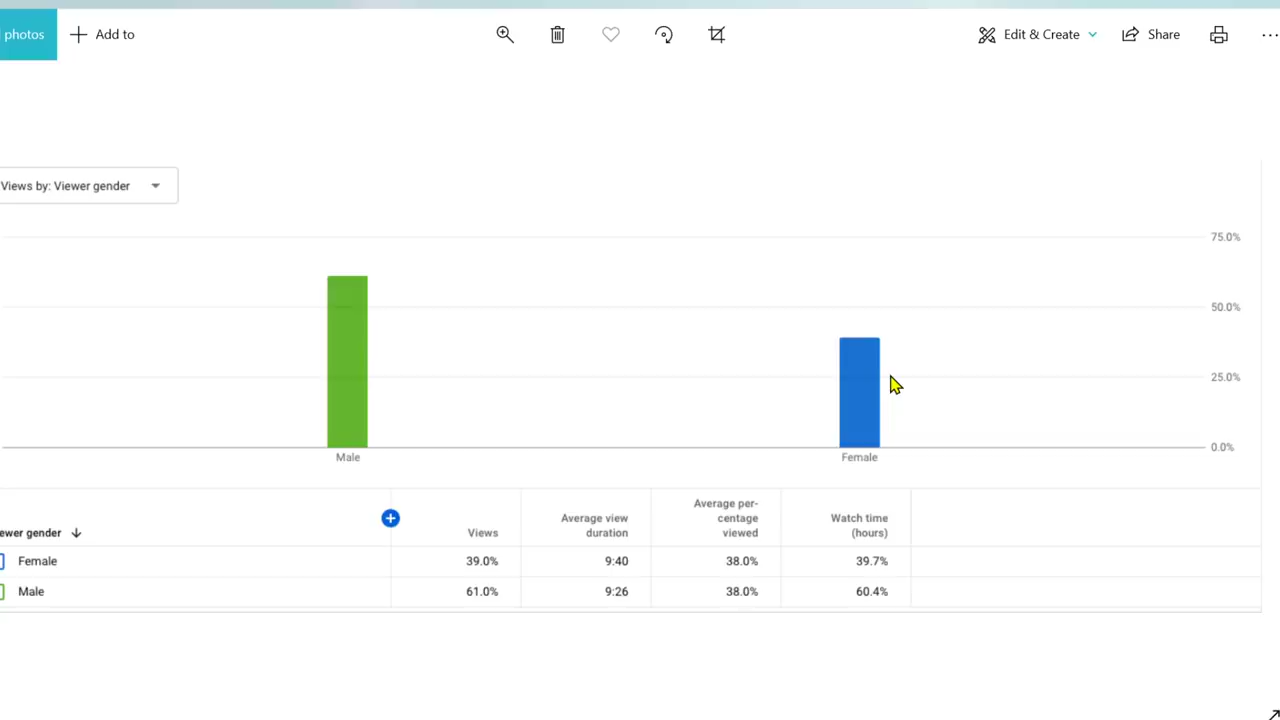 photos
Add to
Edit & Create
Share
Views by: Viewer gender
75.0%
50.0%
25.0%
0.0%
Male
Female
ewer gender
Views
Average view
duration
Average per-
centage
viewed
Watch time
(hours)
Female 39.0% 9:40 38.0% 39.7%
Male 61.0% 9:26 38.0% 60.4%